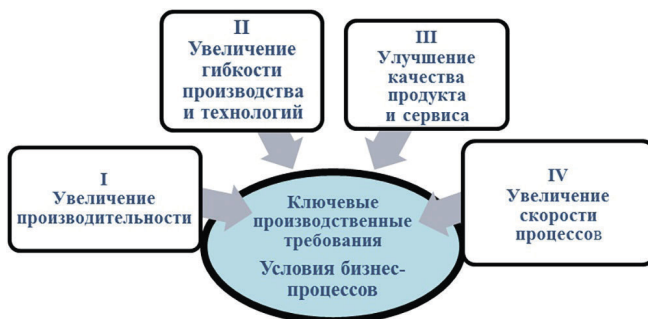 I
Увеличение
производительности
II
Увеличение
гибкости
производства
и технологий
III
Улучшение
качества
продукта
и сервиса
IV
Увеличение
скорости
процессов
Ключевые
производственные
требования
Условия бизнес-
процессов